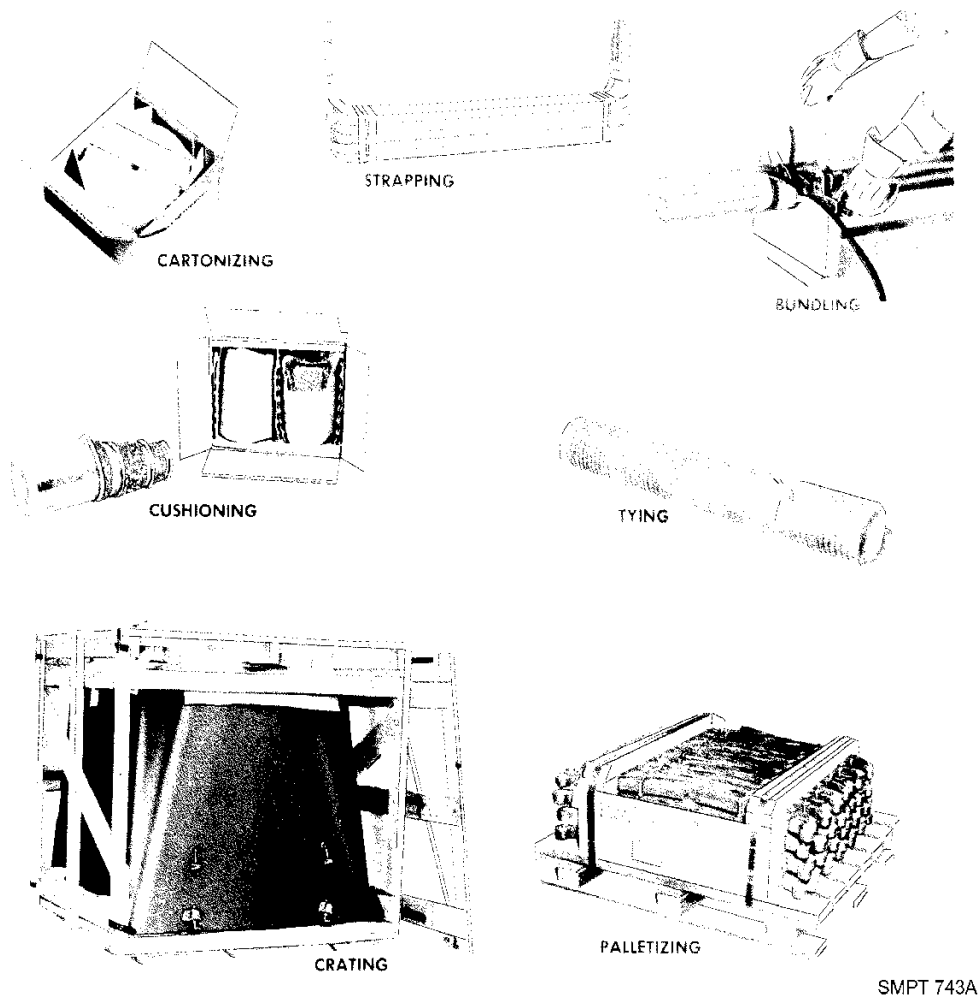 STRAPPING
CARTONIZING
BUNDLING
CUSHIONING
TYING
CRATING
PALLETIZING
SMPT 743A